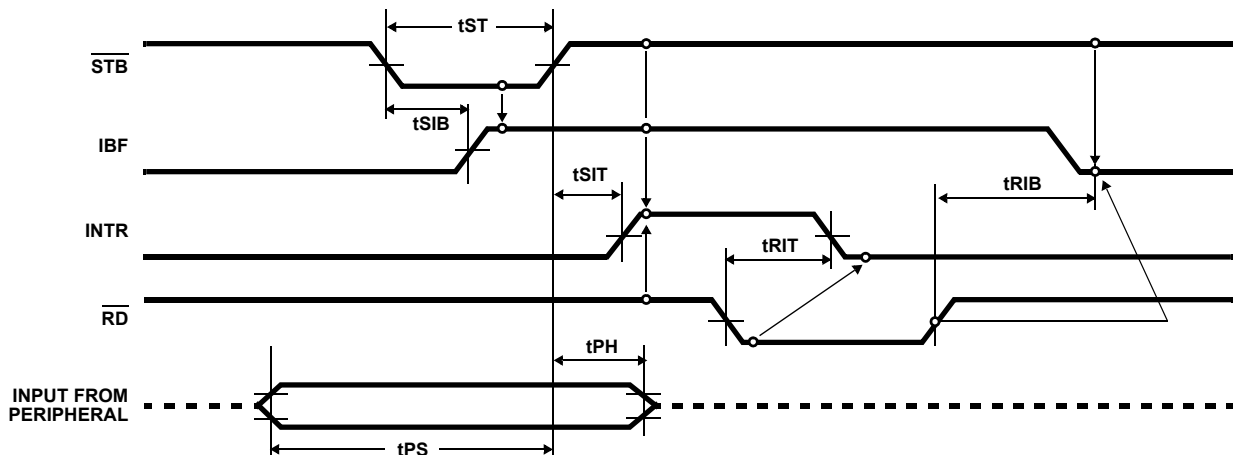 tST
STB
tSIB
IBF
tSIT
tRIB
INTR
tRIT
RD
tPH
INPUT FROM
PERIPHERAL
tPS